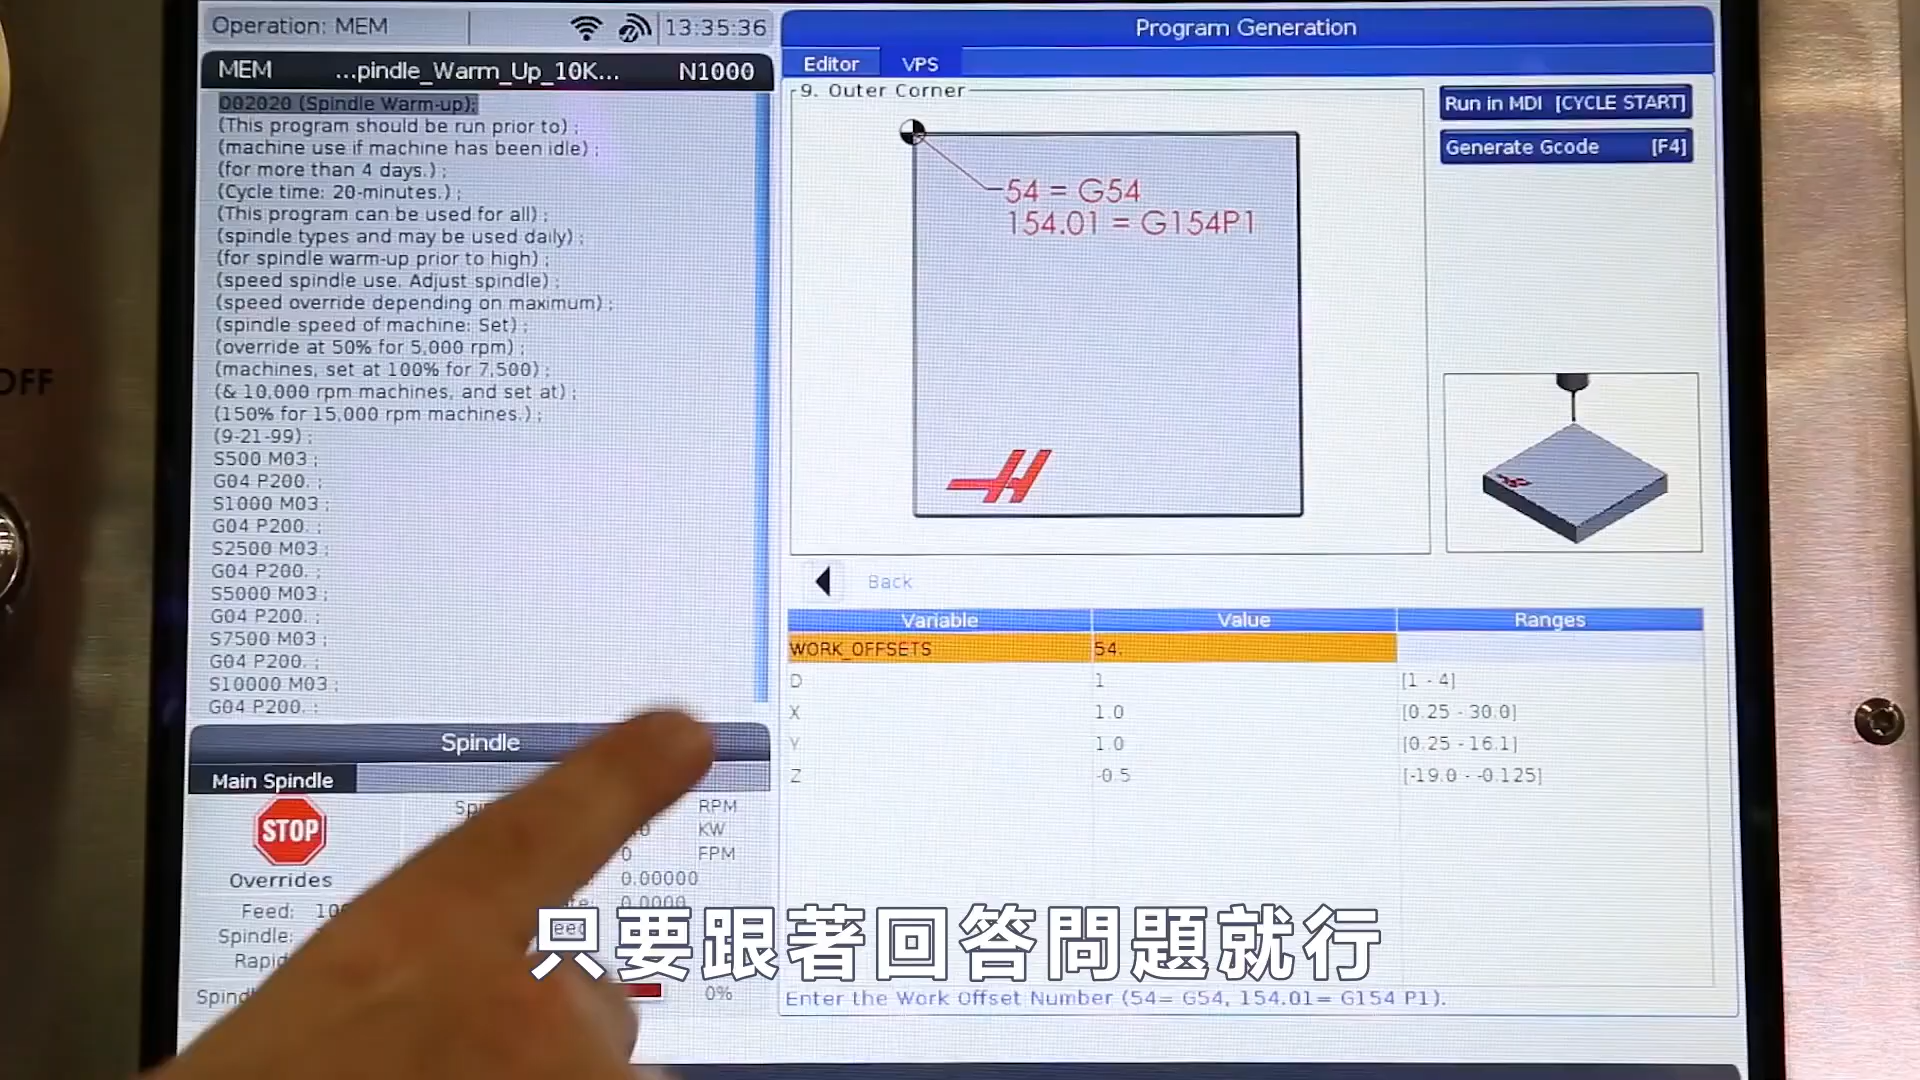 Operation: MEM
13:35:36
MEM
...pindle_Warm_Up_10K...
N1000
O02020 (Spindle Warm-up);
(This program should be run prior to) ;
(machine use if machine has been idle) ;
(for more than 4 days.) ;
(Cycle time: 20-minutes.) ;
(This program can be used for all) ;
(spindle types and may be used daily) ;
(for spindle warm-up prior to high) ;
(speed spindle use. Adjust spindle) ;
(speed override depending on maximum) ;
(spindle speed of machine: Set) ;
(override at 50% for 5,000 rpm) ;
(machines, set at 100% for 7,500) ;
(& 10,000 rpm machines, and set at) ;
(150% for 15,000 rpm machines.) ;
(9-21-99) ;
S500 M03 ;
G04 P200. ;
S1000 M03 ;
G04 P200. ;
S2500 M03 ;
G04 P200. ;
S5000 M03 ;
G04 P200. ;
S7500 M03 ;
G04 P200. ;
S10000 M03 ;
G04 P200. ;
Spindle
Main Spindle
STOP
Overrides
Feed:
Spindle:
RPM
KW
0 FPM
0.00000
0.0000
0%
Program Generation
Editor VPS
9. Outer Corner
54 = G54
154.01 = G154P1
Run in MDI [CYCLE START]
Generate Gcode [F4]
Back
Variable Value Ranges
WORK_OFFSETS 54.
D 1 [1 - 4]
X 1.0 [0.25 - 30.0]
Y 1.0 [0.25 - 16.1]
Z -0.5 [-19.0 - -0.125]
Enter the Work Offset Number (54= G54, 154.01= G154 P1).
OFF
只要跟著回答問題就行